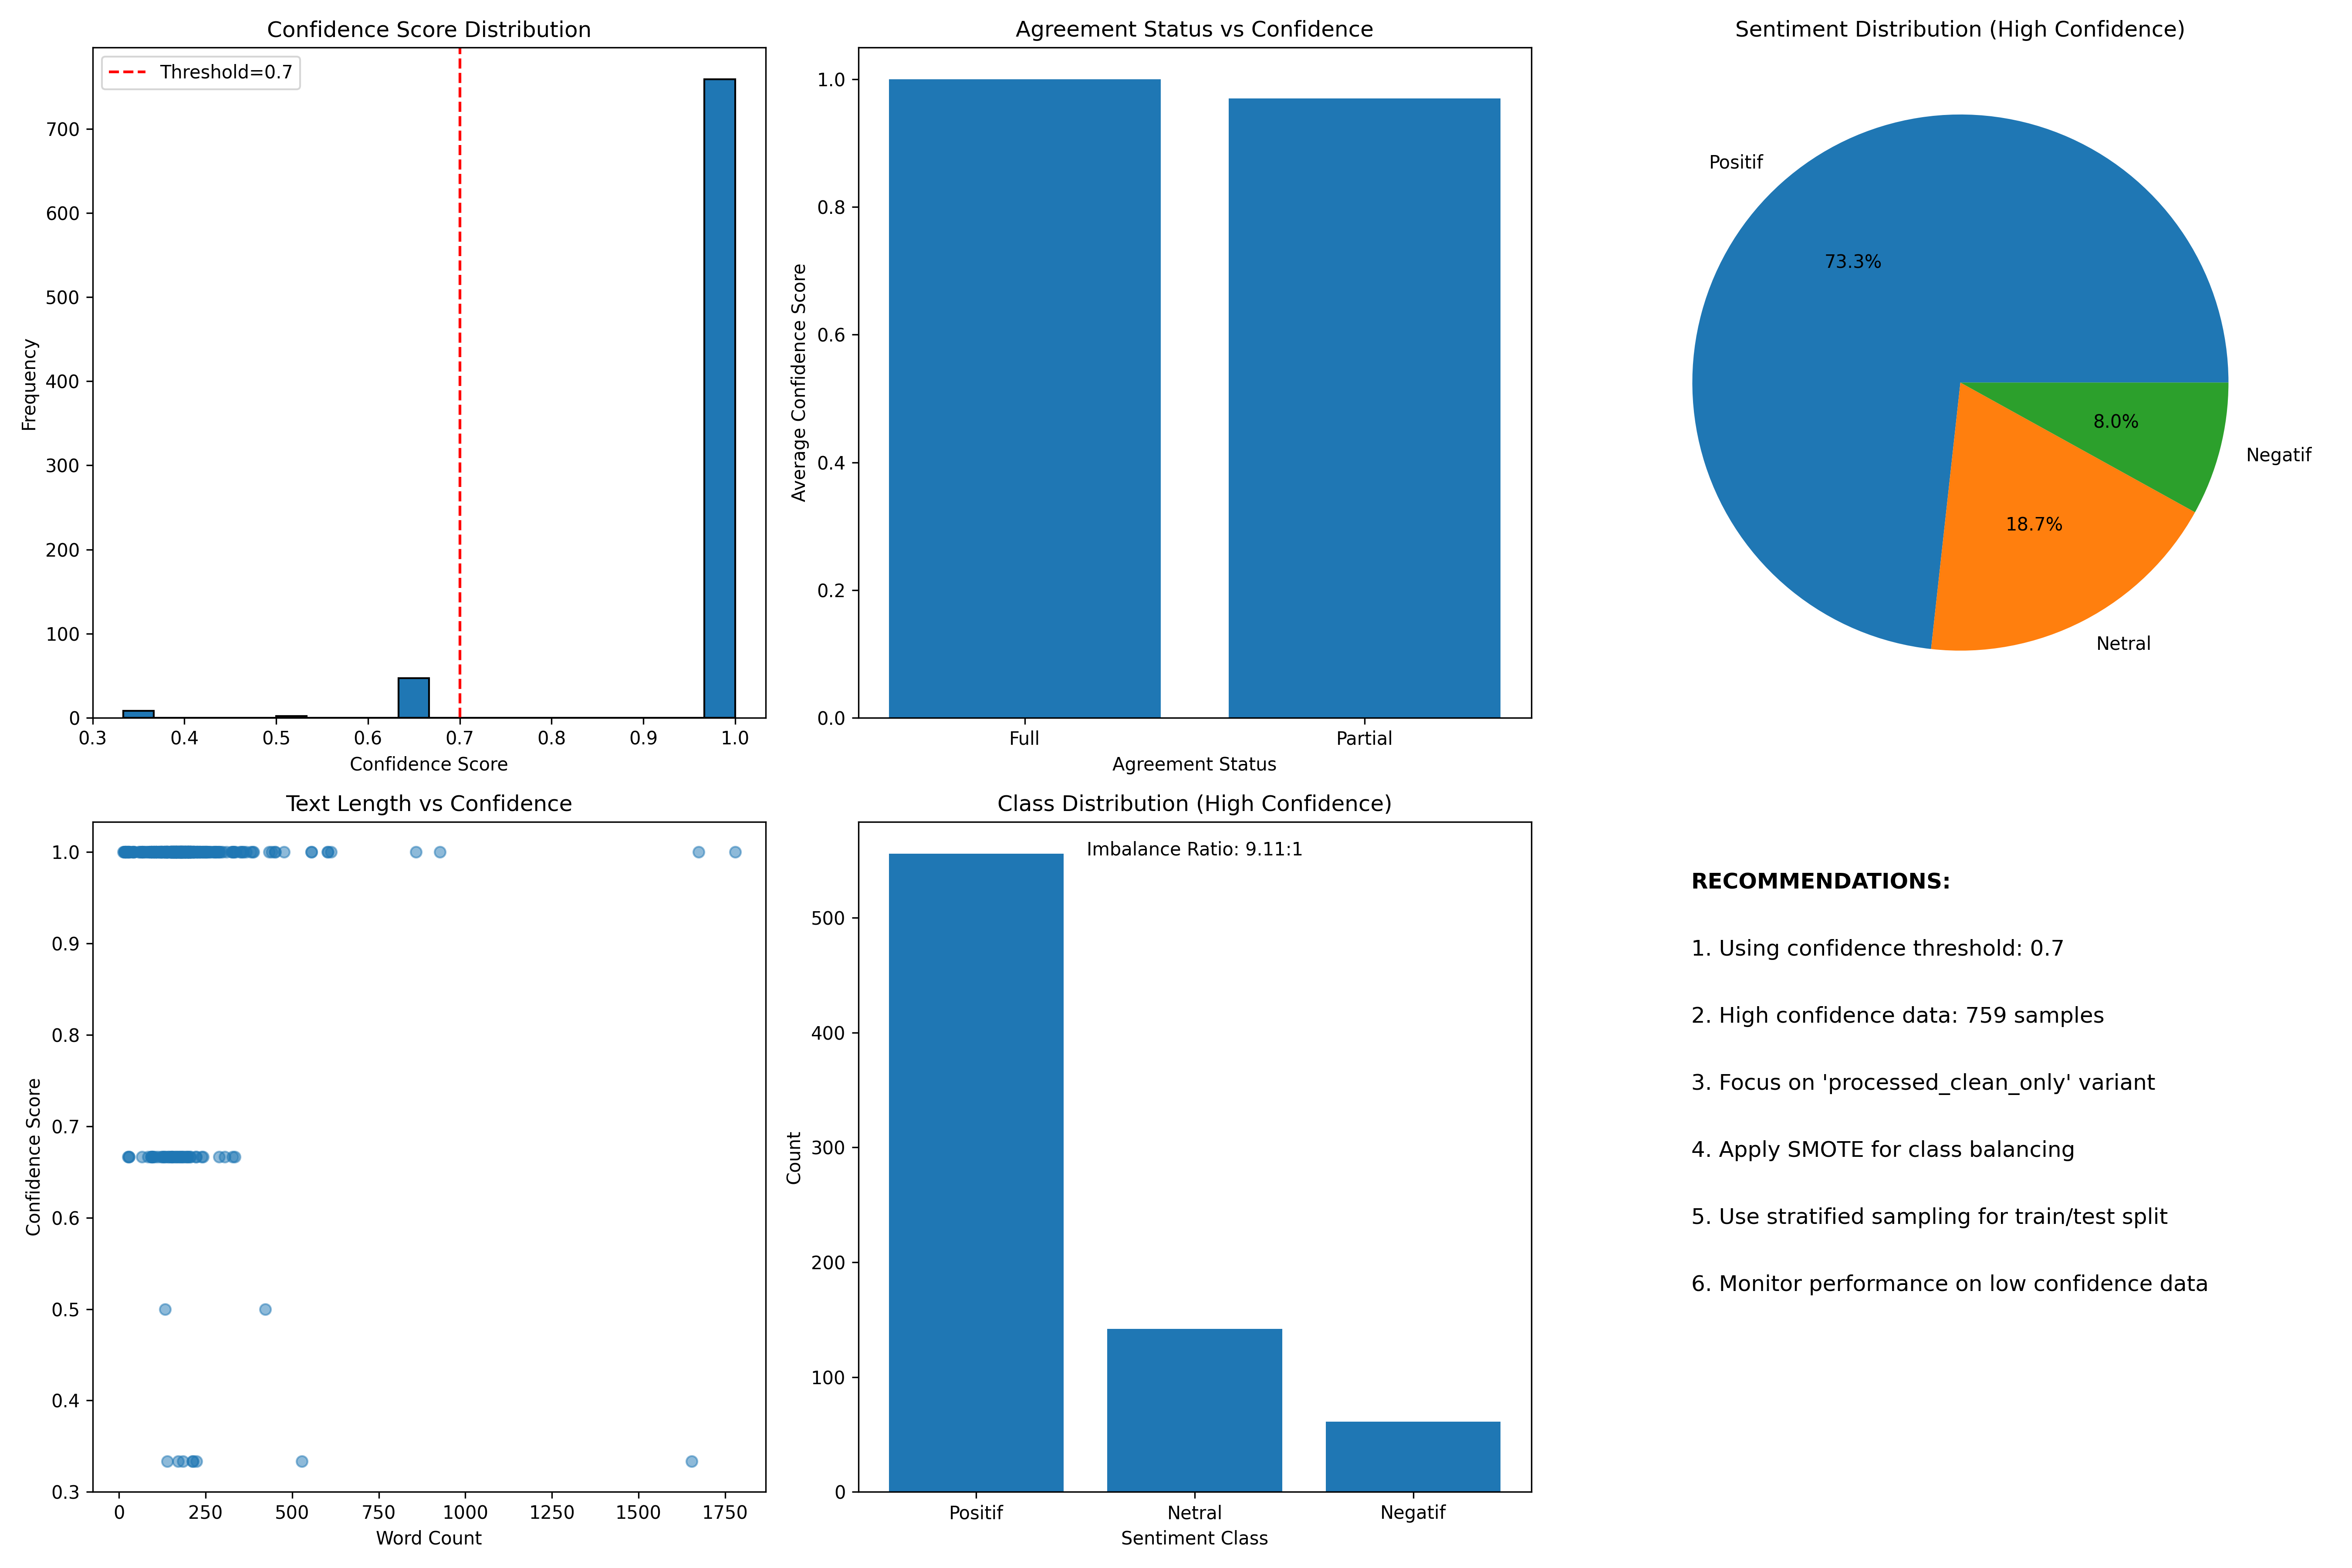 Confidence Score Distribution
Threshold=0.7
Frequency
700
600
500
400
300
200
100
0
0.3 0.4 0.5 0.6 0.7 0.8 0.9 1.0
Confidence Score
Agreement Status vs Confidence
Average Confidence Score
1.0
0.8
0.6
0.4
0.2
0.0
Full Partial
Agreement Status
Sentiment Distribution (High Confidence)
Positif
73.3%
8.0%
Negatif
18.7%
Netral
Text Length vs Confidence
Confidence Score
1.0
0.9
0.8
0.7
0.6
0.5
0.4
0.3
0 250 500 750 1000 1250 1500 1750
Word Count
Class Distribution (High Confidence)
Imbalance Ratio: 9.11:1
Count
500
400
300
200
100
0
Positif Netral Negatif
Sentiment Class
RECOMMENDATIONS:
1. Using confidence threshold: 0.7
2. High confidence data: 759 samples
3. Focus on 'processed_clean_only' variant
4. Apply SMOTE for class balancing
5. Use stratified sampling for train/test split
6. Monitor performance on low confidence data